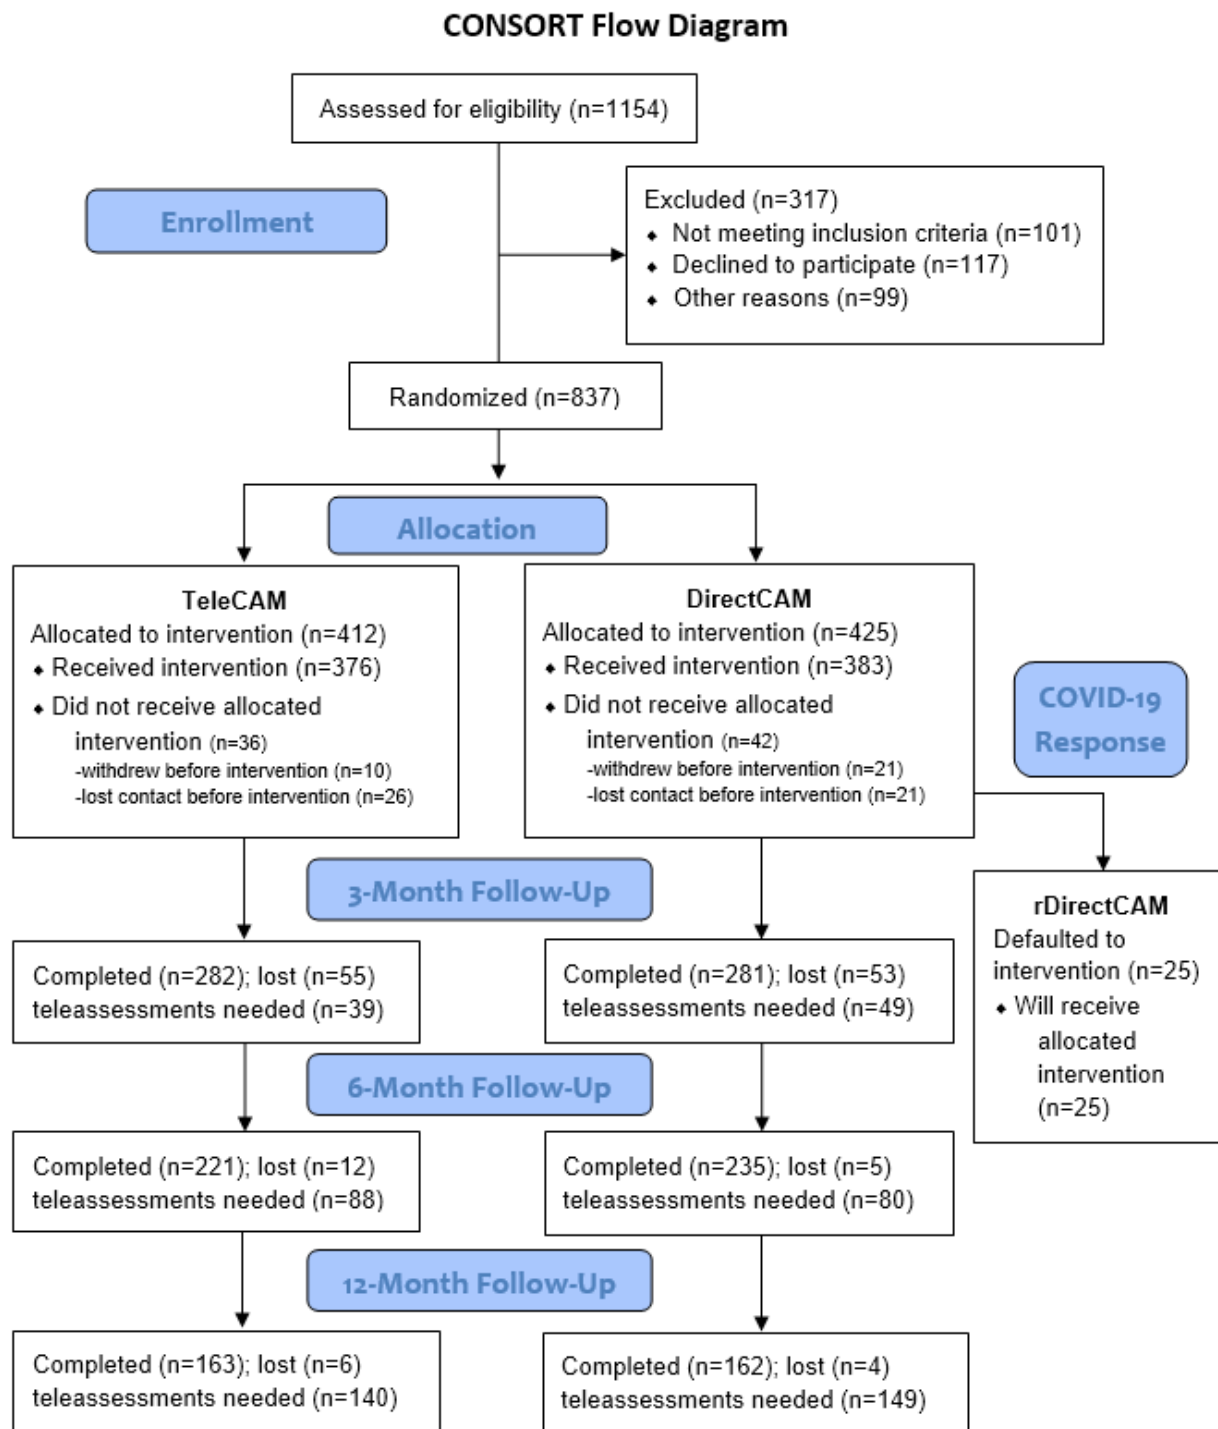 CONSORT Flow Diagram
Assessed for eligibility (n=1154)
Enrollment
Excluded (n=317)
⬥ Not meeting inclusion criteria (n=101)
⬥ Declined to participate (n=117)
⬥ Other reasons (n=99)
Randomized (n=837)
Allocation
TeleCAM
Allocated to intervention (n=412)
⬥ Received intervention (n=376)
⬥ Did not receive allocated
intervention (n=36)
-withdrew before intervention (n=10)
-lost contact before intervention (n=26)
DirectCAM
Allocated to intervention (n=425)
⬥ Received intervention (n=383)
⬥ Did not receive allocated
intervention (n=42)
-withdrew before intervention (n=21)
-lost contact before intervention (n=21)
COVID-19
Response
rDirectCAM
Defaulted to
intervention (n=25)
⬥ Will receive
allocated
intervention
(n=25)
3-Month Follow-Up
Completed (n=282); lost (n=55)
teleassessments needed (n=39)
Completed (n=281); lost (n=53)
teleassessments needed (n=49)
6-Month Follow-Up
Completed (n=221); lost (n=12)
teleassessments needed (n=88)
Completed (n=235); lost (n=5)
teleassessments needed (n=80)
12-Month Follow-Up
Completed (n=163); lost (n=6)
teleassessments needed (n=140)
Completed (n=162); lost (n=4)
teleassessments needed (n=149)